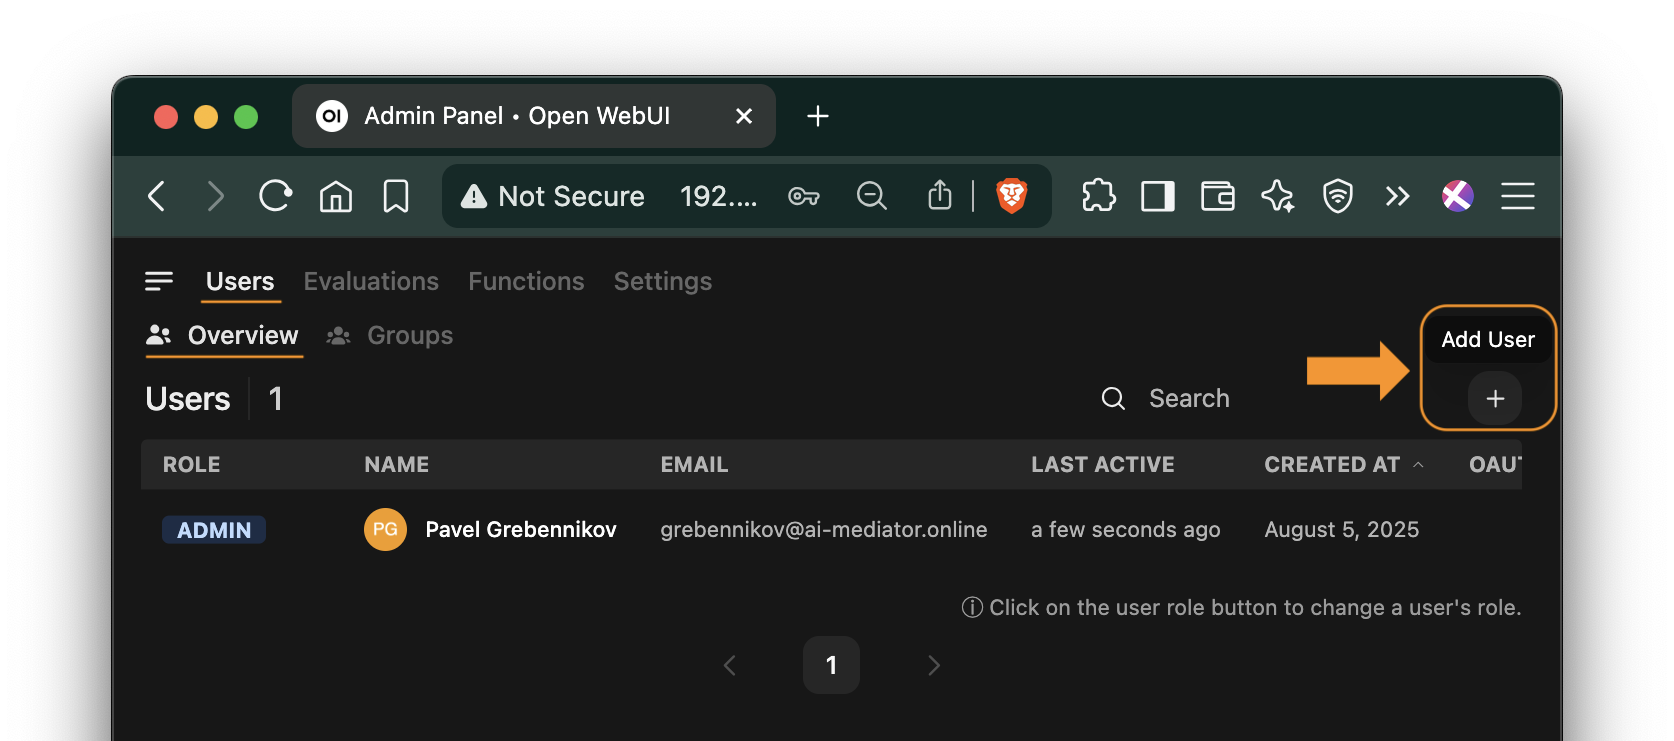 OI Admin Panel • Open WebUI
Not Secure 192....
Users Evaluations Functions Settings
Overview Groups
Add User
Users 1 Search
ROLE NAME EMAIL LAST ACTIVE CREATED AT OAUT
ADMIN PG Pavel Grebennikov grebennikov@ai-mediator.online a few seconds ago August 5, 2025
Click on the user role button to change a user's role.
1